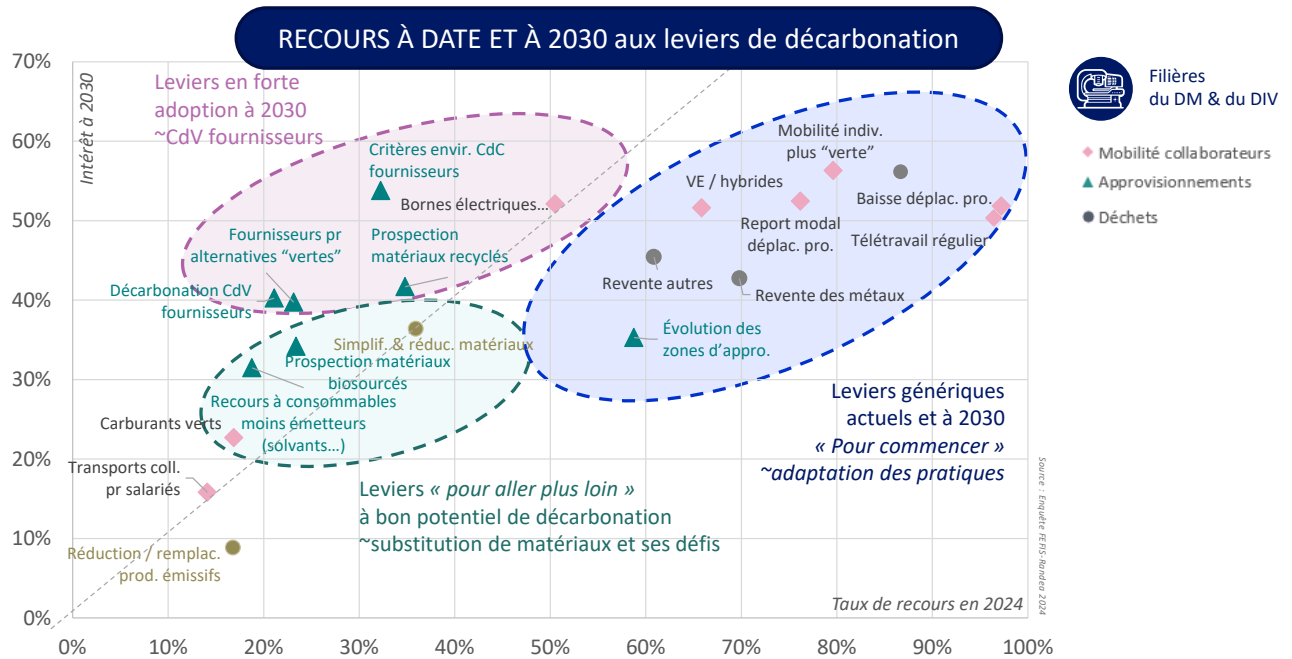 RECOURS À DATE ET À 2030 aux leviers de décarbonation
Filières
du DM & du DIV
Mobilité collaborateurs
Approvisionnements
Déchets
Intérêt à 2030
70%
60%
50%
40%
30%
20%
10%
0%
Leviers en forte
adoption à 2030
~CdV fournisseurs
Critères envir. CdC
fournisseurs
Bornes électriques…
Fournisseurs pr
alternatives “vertes”
Prospection
matériaux recyclés
Décarbonation CdV
fournisseurs
Mobilité indiv.
plus “verte”
VE / hybrides
Baisse déplac. pro.
Report modal
déplac. pro.
Télétravail régulier
Revente autres
Revente des métaux
Évolution des
zones d’appro.
Simplif. & réduc. matériaux
Prospection matériaux
biosourcés
Recours à consommables
moins émetteurs
(solvants…)
Carburants verts
Transports coll.
pr salariés
Réduction / remplac.
prod. émissifs
Leviers génériques
actuels et à 2030
« Pour commencer »
~adaptation des pratiques
Leviers « pour aller plus loin »
à bon potentiel de décarbonation
~substitution de matériaux et ses défis
Taux de recours en 2024
Source : Enquête FEFIS-Randea 2024
0%
10%
20%
30%
40%
50%
60%
70%
80%
90%
100%